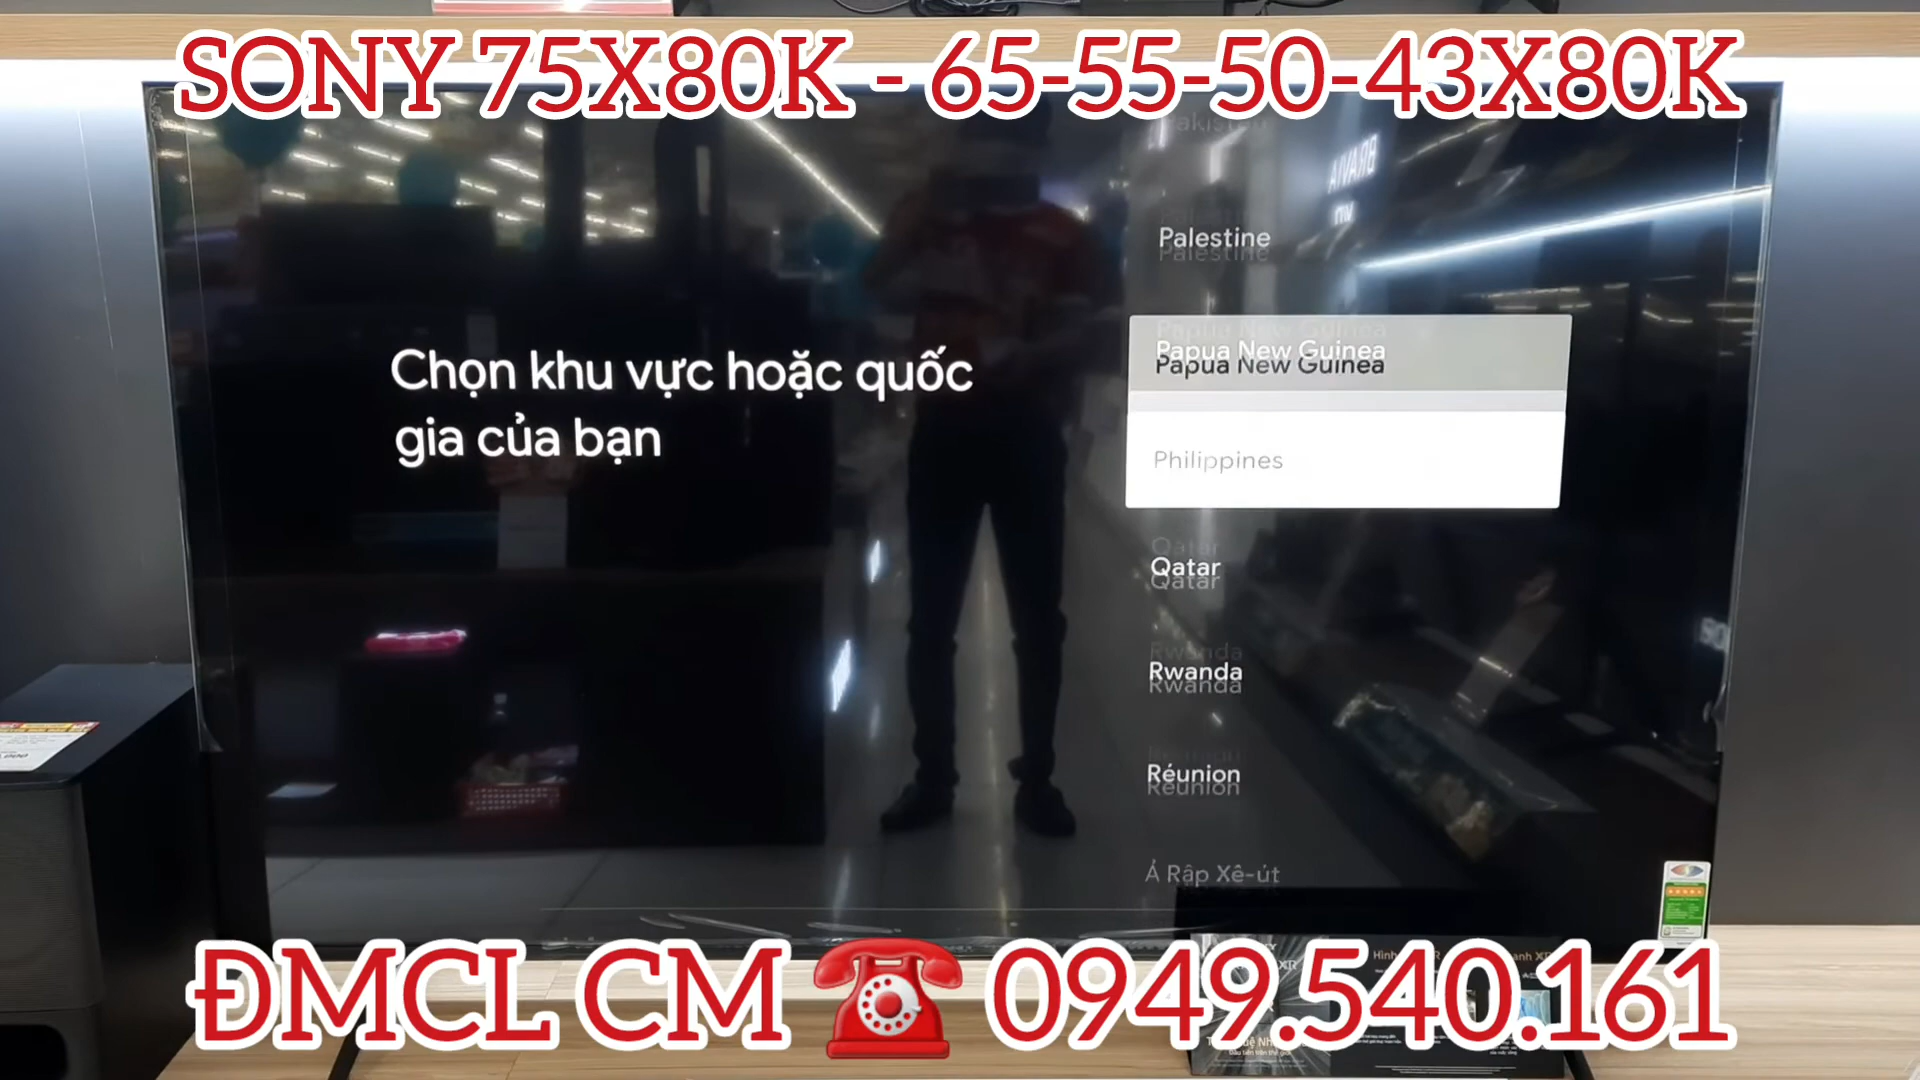 SONY 75X80K - 65-55-50-43X80K
BRAVIA
Palestine
Papua New Guinea
Chọn khu vực hoặc quốc
gia của bạn
Philippines
Qatar
Rwanda
Réunion
Ả Rập Xê-út
ĐMCL CM ☎ 0949.540.161